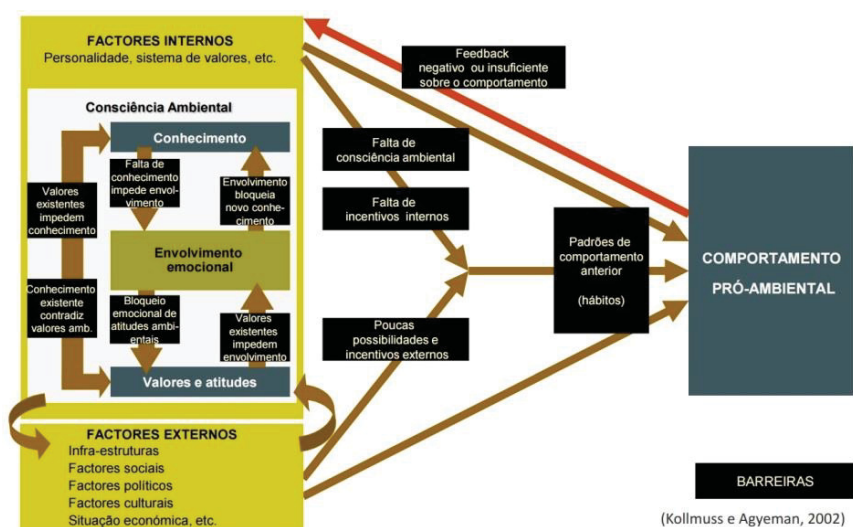 FACTORES INTERNOS
Personalidade, sistema de valores, etc.
Consciência Ambiental
Conhecimento
Falta de
conhecimento
impede envol-
vimento
Envolvimento
bloqueia
novo conhe-
cimento
Valores
existentes
impedem
conhecimento
Envolvimento
emocional
Conhecimento
existente
contradiz
valores amb.
Bloqueio
emocional de
atitudes ambi-
entais
Valores
existentes
impedem
envolvimento
Valores e atitudes
FACTORES EXTERNOS
Infra-estruturas
Factores sociais
Factores políticos
Factores culturais
Situação económica, etc.
Feedback
negativo ou insuficiente
sobre o comportamento
Falta de
consciência ambiental
Falta de
incentivos internos
Poucas
possibilidades e
incentivos externos
Padrões de
comportamento
anterior
(hábitos)
COMPORTAMENTO
PRÓ-AMBIENTAL
BARREIRAS
(Kollmuss e Agyeman, 2002)